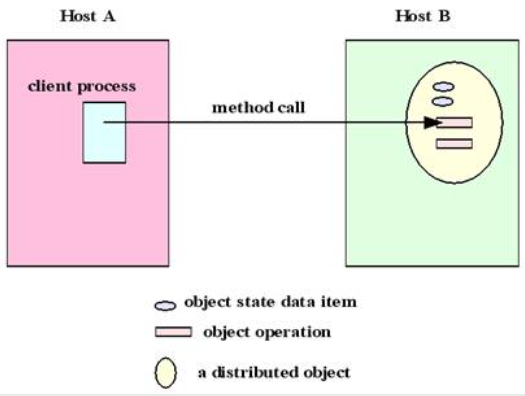 Host A
Host B
client process
method call
object state data item
object operation
a distributed object